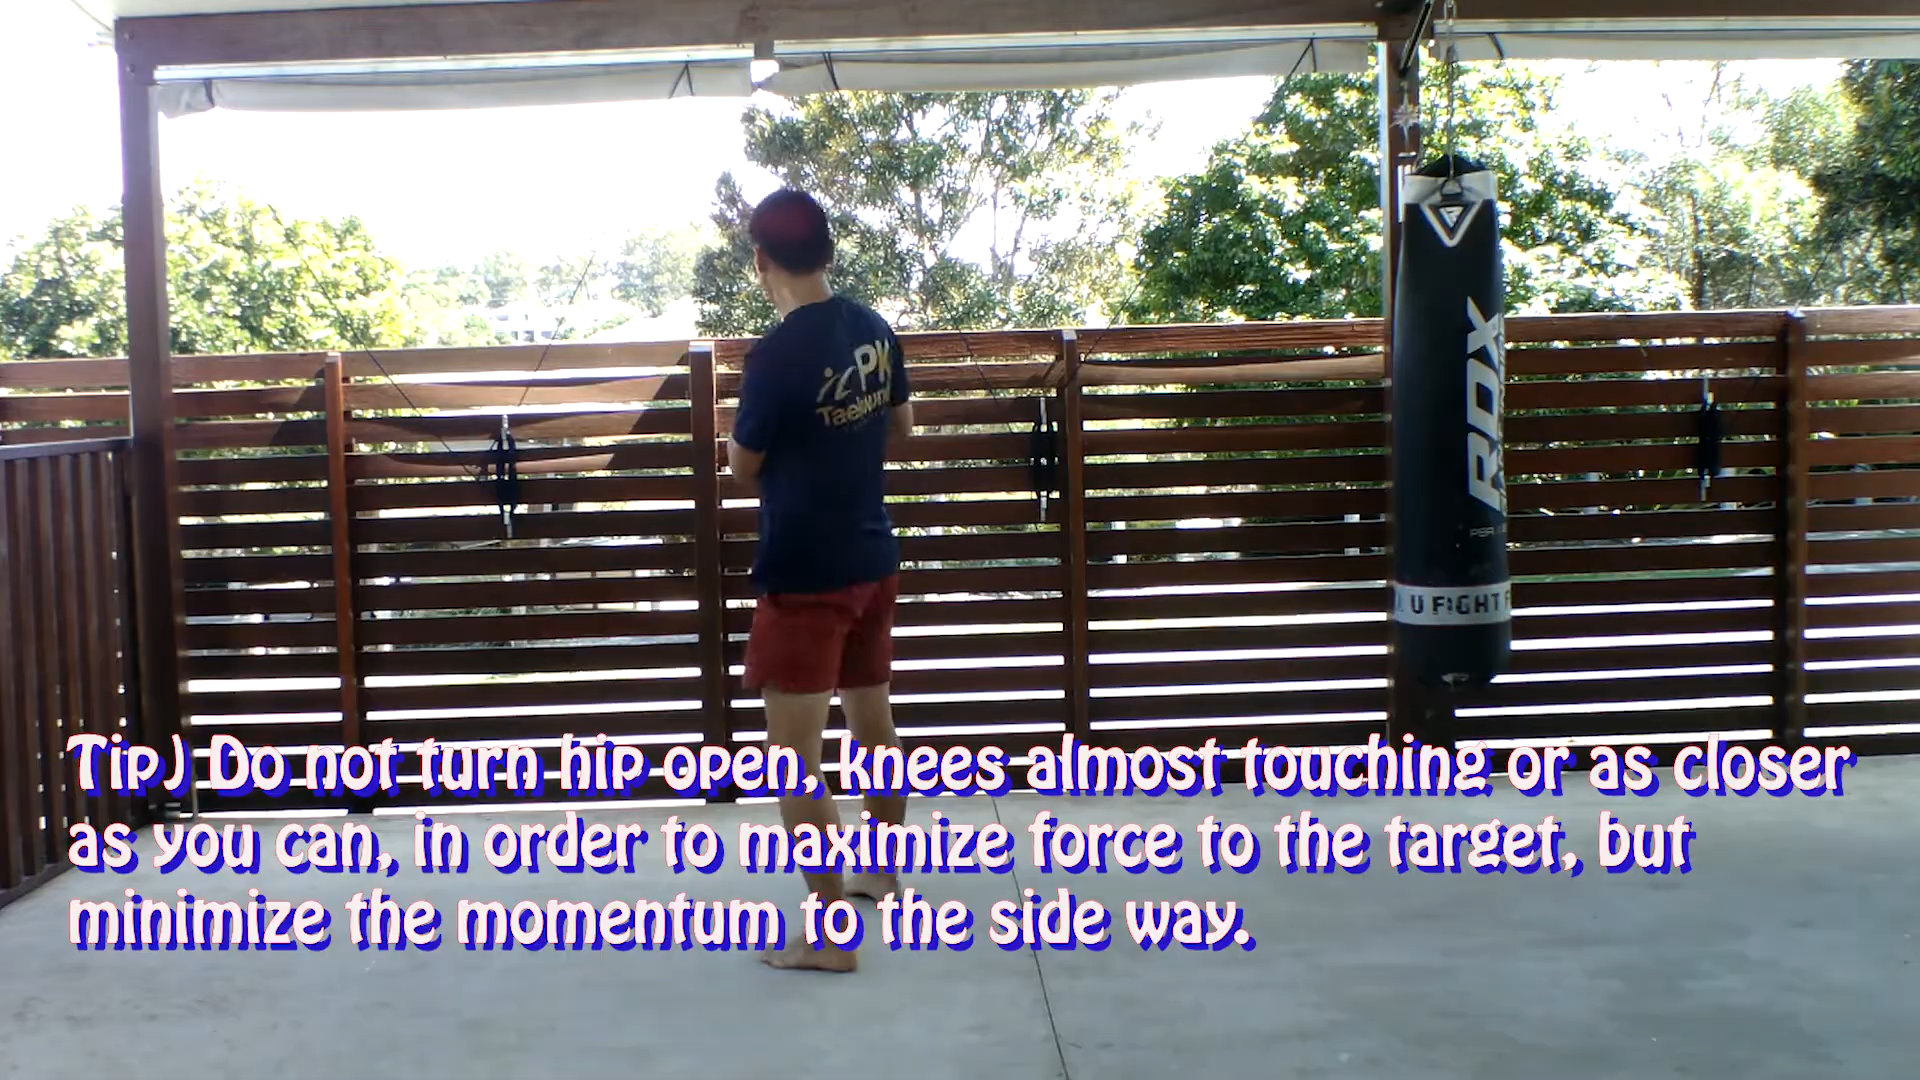 PK
RDX
U FIGHT
Tip) Do not turn hip open, knees almost touching or as closer
as you can, in order to maximize force to the target, but
minimize the momentum to the side way.